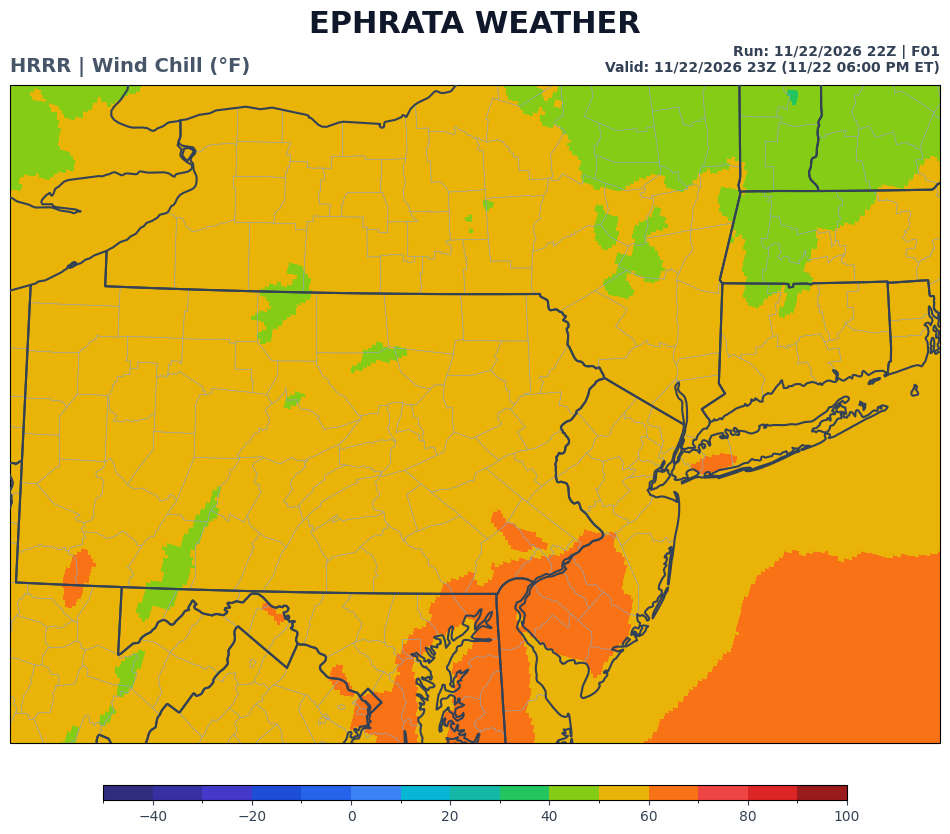 EPHRATA WEATHER
HRRR | Wind Chill (°F)
Run: 11/22/2026 22Z | F01
Valid: 11/22/2026 23Z (11/22 06:00 PM ET)
−40 −20 0 20 40 60 80 100